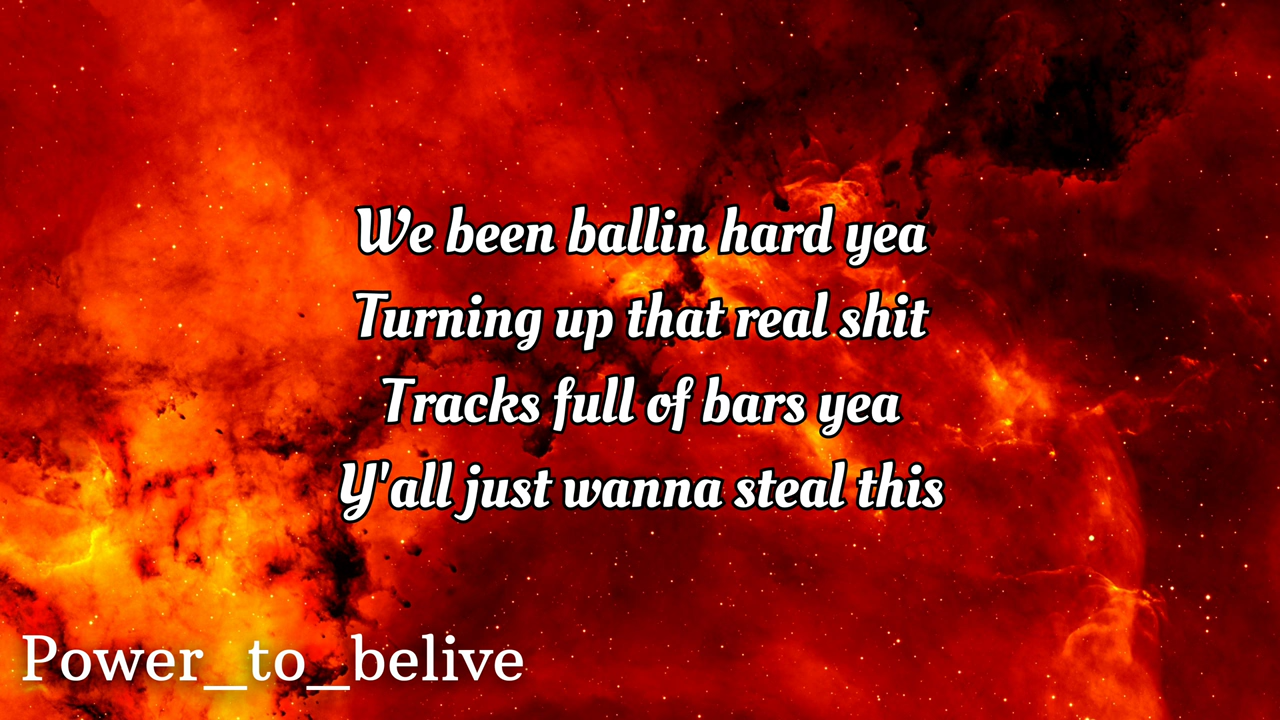 We been ballin hard yea
Turning up that real shit
Tracks full of bars yea
Y'all just wanna steal this
Power_to_belive